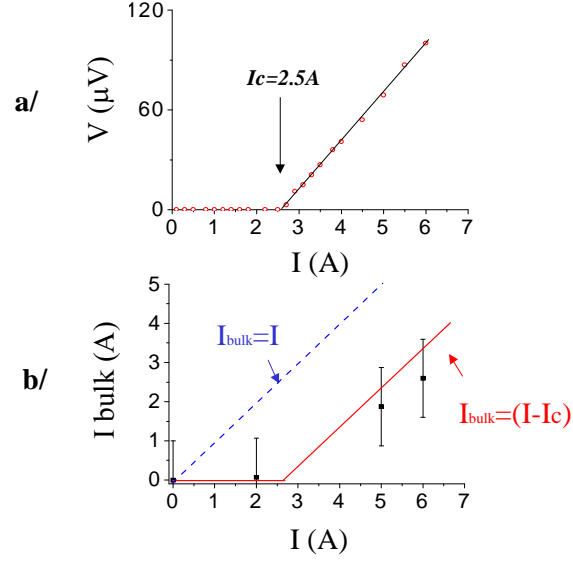 a/
V (µV)
120
60
0
Ic=2.5A
0 1 2 3 4 5 6 7
I (A)
b/
I bulk (A)
5
4
3
2
1
0
Ibulk=I
Ibulk=(I-Ic)
0 1 2 3 4 5 6 7
I (A)